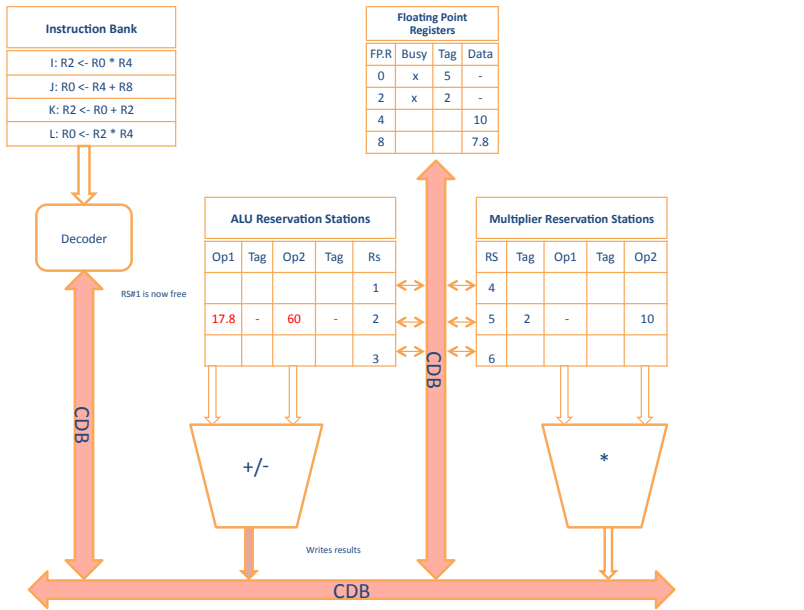 Instruction Bank
I: R2 <- R0 * R4
J: R0 <- R4 + R8
K: R2 <- R0 + R2
L: R0 <- R2 * R4
Floating Point
Registers
FP.R Busy Tag Data
0 x 5 -
2 x 2 -
4 10
8 7.8
Decoder
RS#1 is now free
ALU Reservation Stations
Op1 Tag Op2 Tag Rs
1
17.8 - 60 - 2
3
Multiplier Reservation Stations
RS Tag Op1 Tag Op2
4
5 2 - 10
6
CDB
CDB
+/-
*
Writes results
CDB